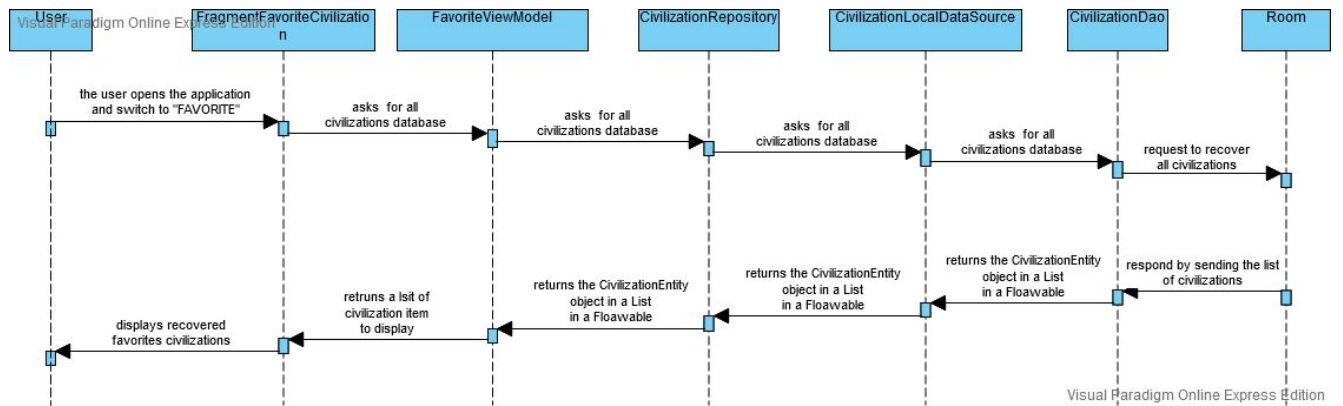 Visual Paradigm Online Express Edition
User
FragmentFavoriteCivilizatio
n
FavoriteViewModel
CivilizationRepository
CivilizationLocalDataSource
CivilizationDao
Room
the user opens the application
and switch to "FAVORITE"
asks for all
civilizations database
asks for all
civilizations database
asks for all
civilizations database
asks for all
civilizations database
request to recover
all civilizations
respond by sending the list
of civilizations
returns the CivilizationEntity
object in a List
in a Floawable
returns the CivilizationEntity
object in a List
in a Floawable
returns the CivilizationEntity
object in a List
in a Floawable
retruns a lsit of
civilization item
to display
displays recovered
favorites civilizations
Visual Paradigm Online Express Edition